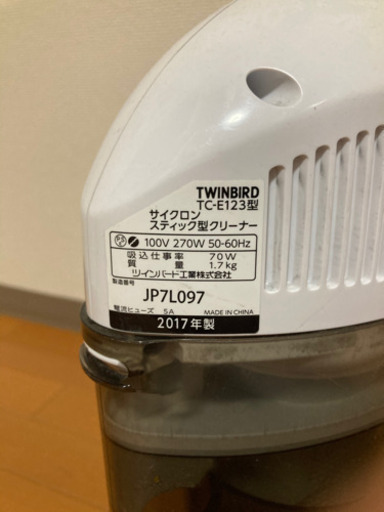 TWINBIRD
TC-E123型
サイクロン
スティック型クリーナー
100V 270W 50-60Hz
吸込仕事率 70W
質量 1.7kg
ツインバード工業株式会社
製造番号
JP7L097
電流ヒューズ 5A MADE IN CHINA
2017年製